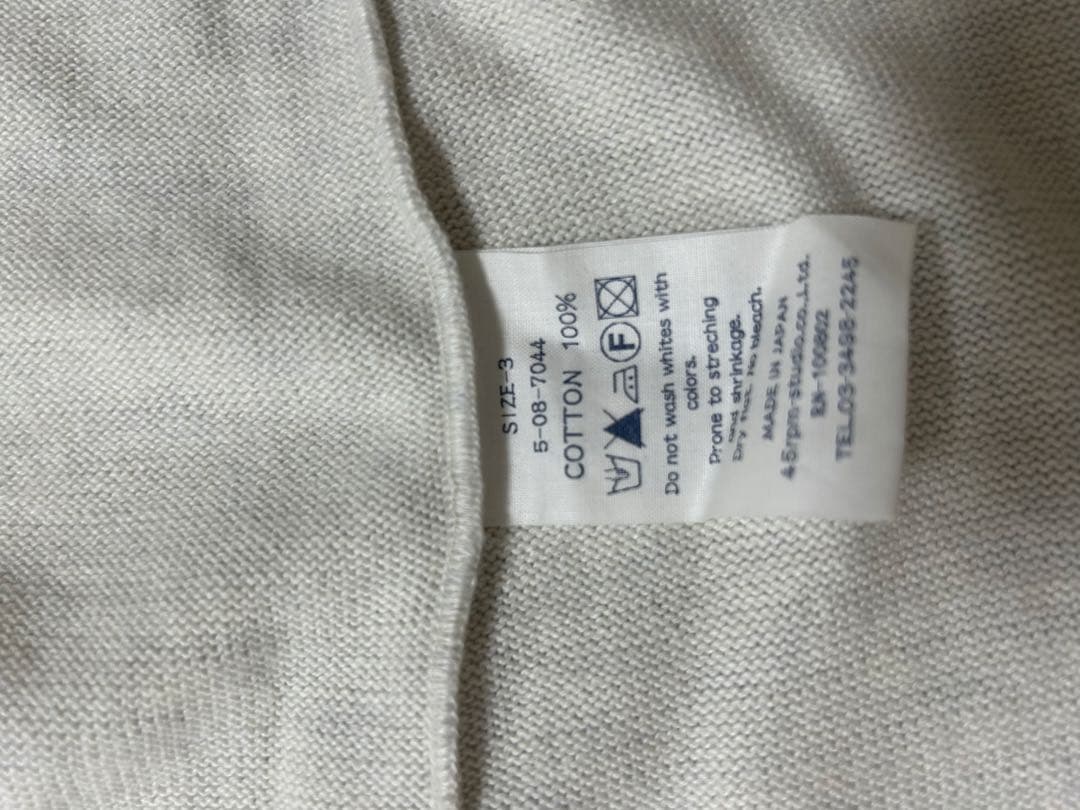 SIZE-3
5-08-7044
COTTON 100%
F
Do not wash whites with
colors.
Prone to streching
and shrinkage.
Dry flat. No bleach.
MADE IN JAPAN
45rpm-studio.co.,Ltd.
RN-100862
TEL.03-3498-2245